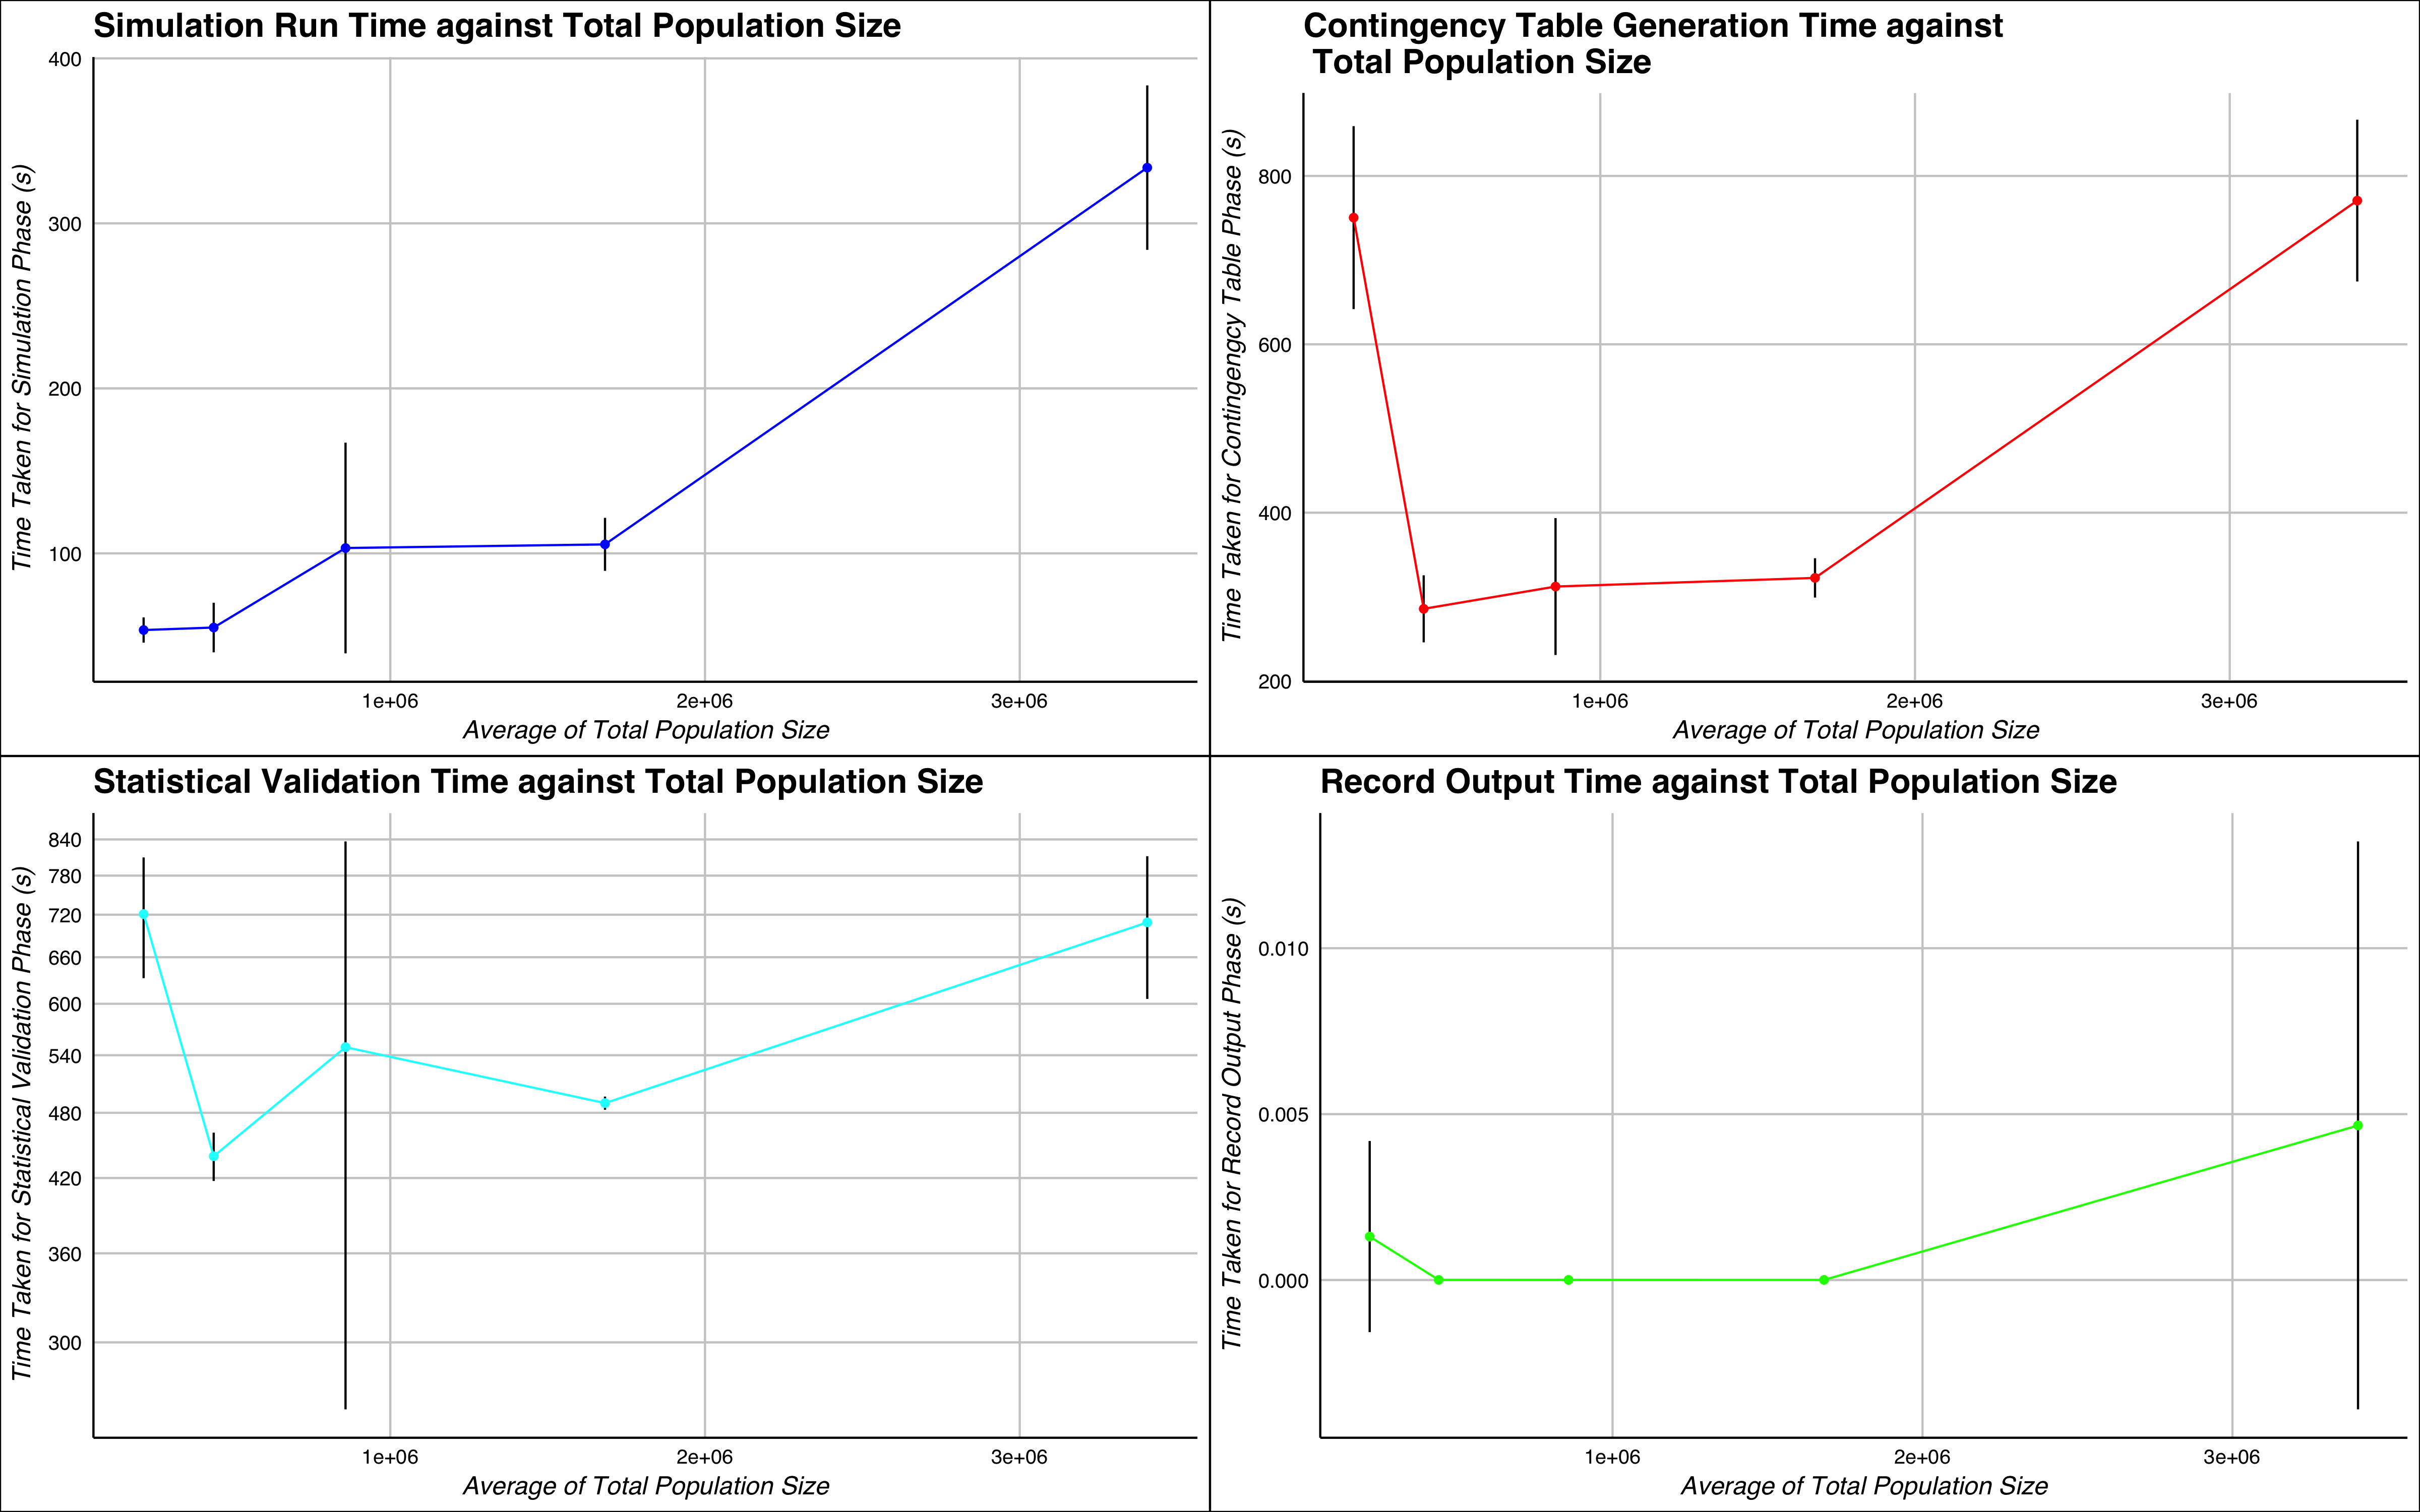 Simulation Run Time against Total Population Size
Time Taken for Simulation Phase (s)
400
300
200
100
1e+06 2e+06 3e+06
Average of Total Population Size
Contingency Table Generation Time against
Total Population Size
Time Taken for Contingengcy Table Phase (s)
800
600
400
200
1e+06 2e+06 3e+06
Average of Total Population Size
Statistical Validation Time against Total Population Size
Time Taken for Statistical Validation Phase (s)
840
780
720
660
600
540
480
420
360
300
1e+06 2e+06 3e+06
Average of Total Population Size
Record Output Time against Total Population Size
Time Taken for Record Output Phase (s)
0.010
0.005
0.000
1e+06 2e+06 3e+06
Average of Total Population Size